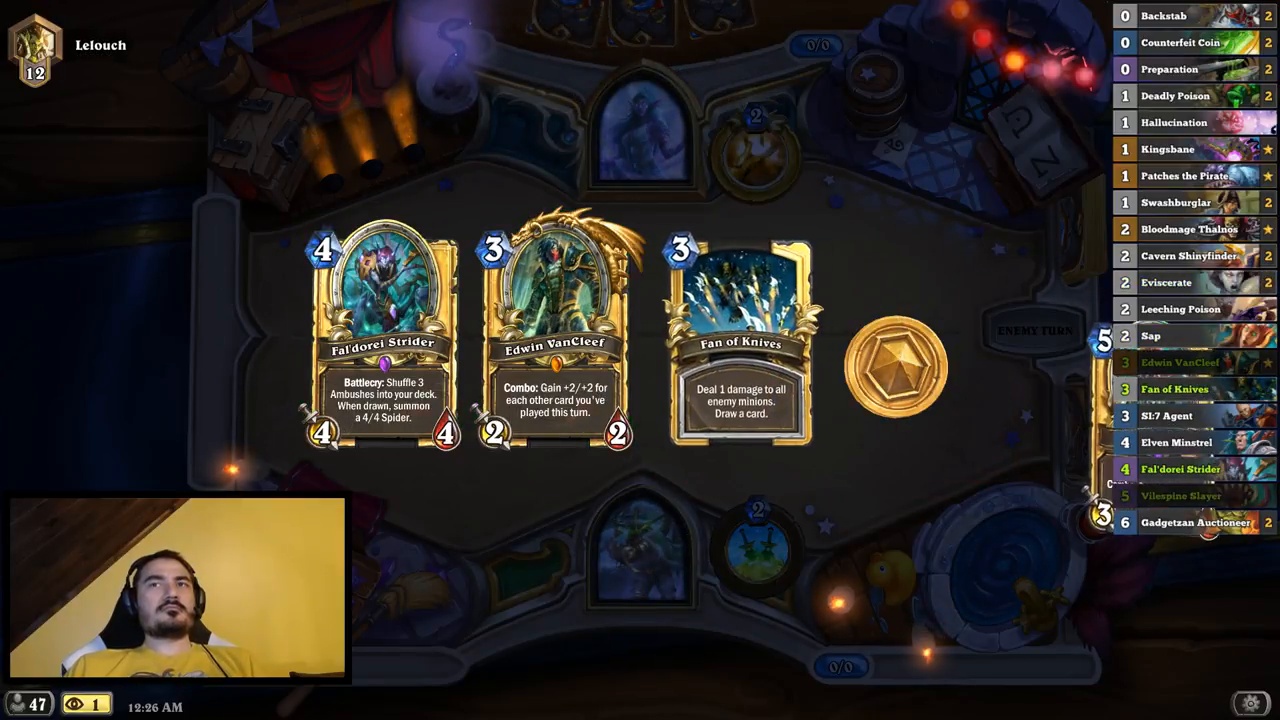 Lelouch
12
0/0
2
4
Fal'dorei Strider
Battlecry: Shuffle 3
Ambushes into your deck.
When drawn, summon
a 4/4 Spider.
4
4
3
Edwin VanCleef
Combo: Gain +2/+2 for
each other card you've
played this turn.
2
2
3
Fan of Knives
Deal 1 damage to all
enemy minions.
Draw a card.
ENEMY TURN
5
3
2
0/0
0 Backstab 2
0 Counterfeit Coin 2
0 Preparation 2
1 Deadly Poison 2
1 Hallucination
1 Kingsbane
1 Patches the Pirate
1 Swashburglar 2
2 Bloodmage Thalnos
2 Cavern Shinyfinder 2
2 Eviscerate 2
2 Leeching Poison
2 Sap
3 Edwin VanCleef
3 Fan of Knives
3 SI:7 Agent
4 Elven Minstrel
4 Fal'dorei Strider
5 Vilespine Slayer
6 Gadgetzan Auctioneer 2
47
1
12:26 AM